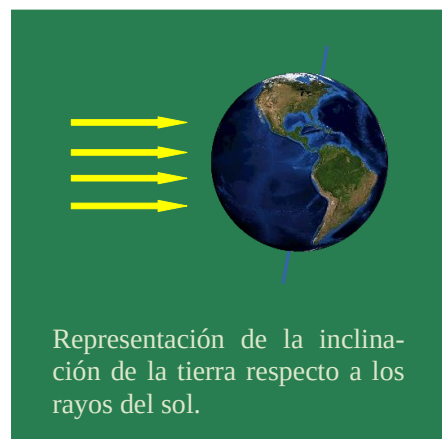 Representación de la inclina-
ción de la tierra respecto a los
rayos del sol.